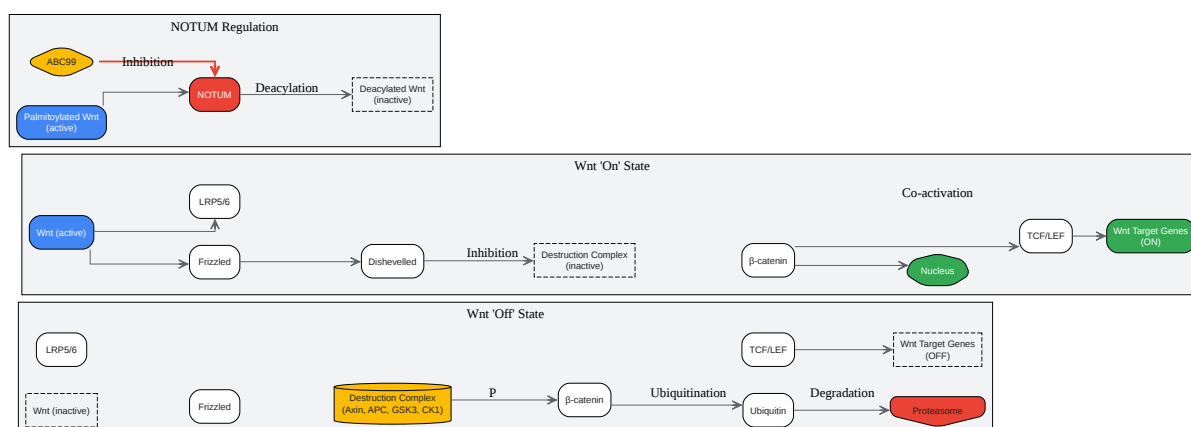 NOTUM Regulation
ABC99
Inhibition
NOTUM
Deacylation
Deacylated Wnt
(inactive)
Palmitoylated Wnt
(active)
Wnt 'On' State
LRP5/6
Co-activation
Wnt (active)
TCF/LEF
Wnt Target Genes
(ON)
Frizzled
Dishevelled
Inhibition
Destruction Complex
(inactive)
β-catenin
Nucleus
Wnt 'Off' State
LRP5/6
TCF/LEF
Wnt Target Genes
(OFF)
Wnt (inactive)
Frizzled
Destruction Complex
(Axin, APC, GSK3, CK1)
P
β-catenin
Ubiquitination
Ubiquitin
Degradation
Proteasome